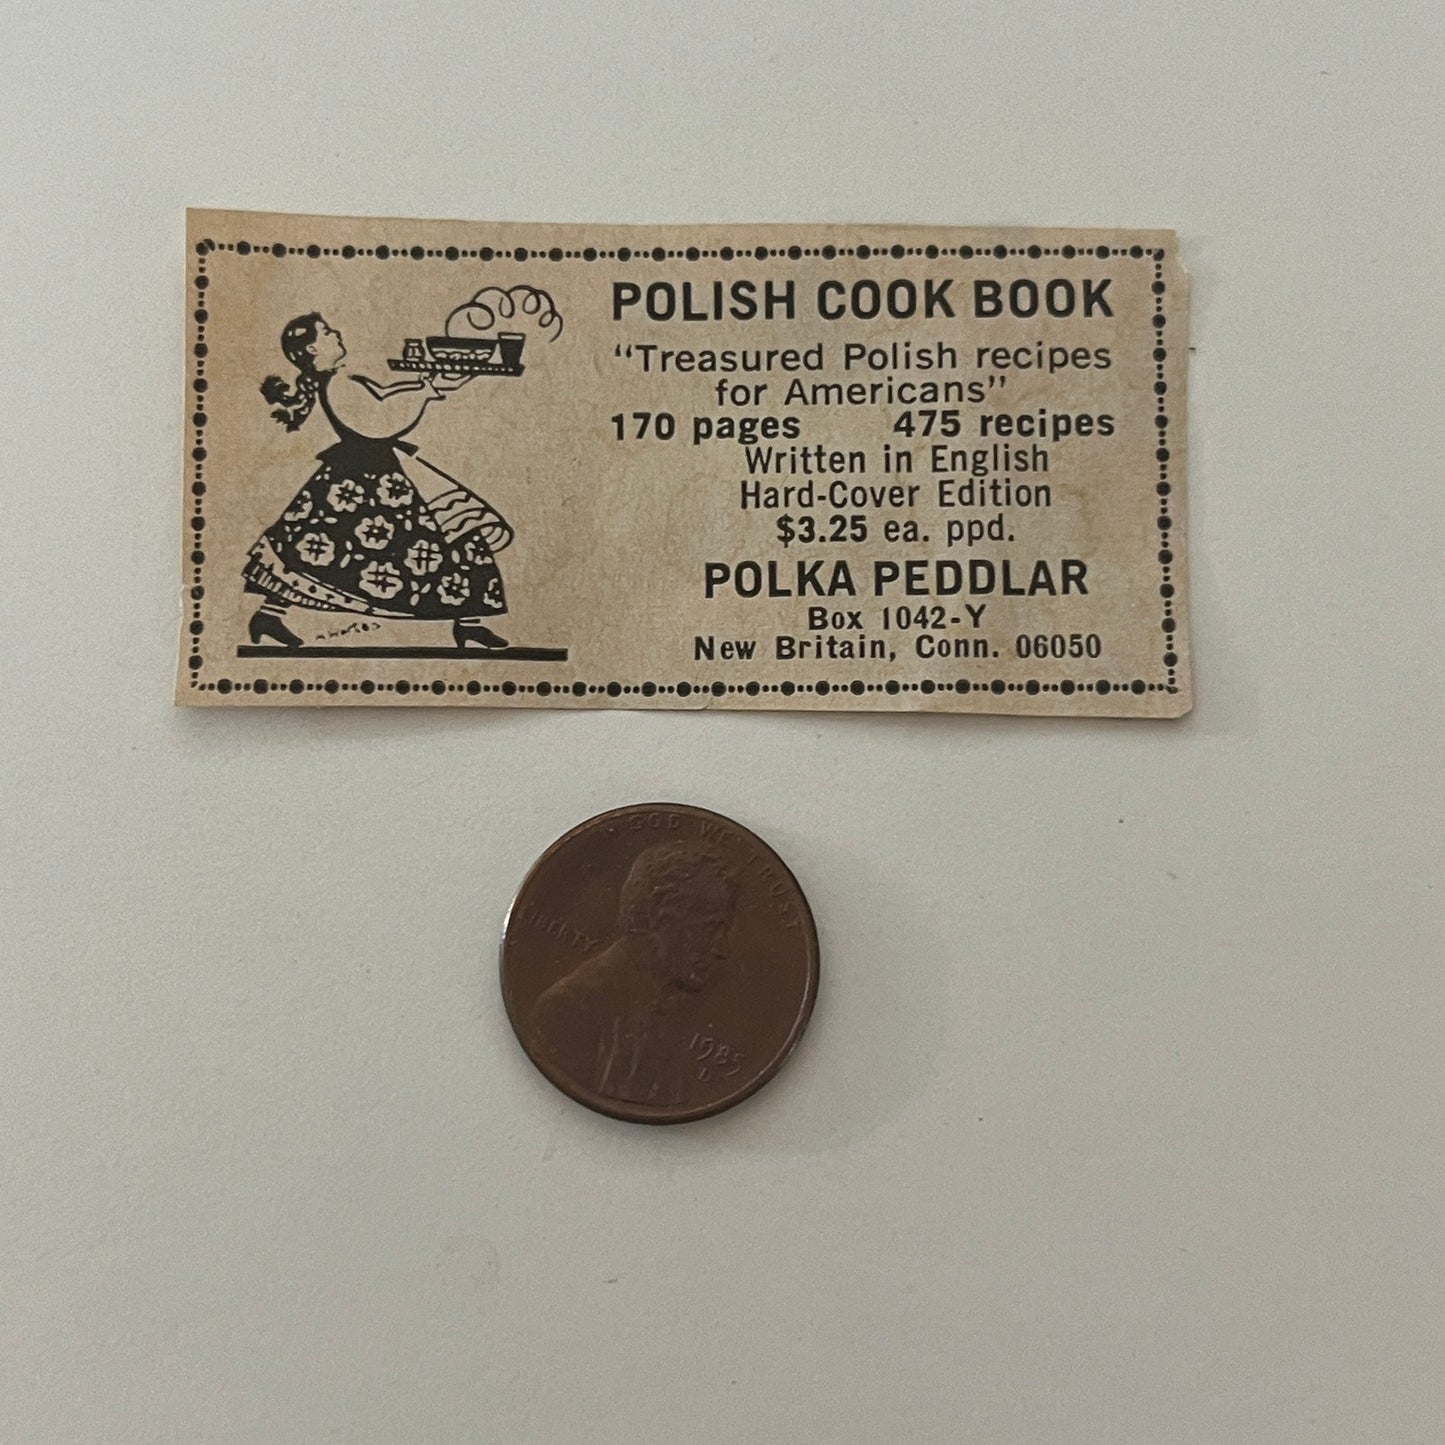 POLISH COOK BOOK
"Treasured Polish recipes
for Americans"
170 pages 475 recipes
Written in English
Hard-Cover Edition
$3.25 ea. ppd.
POLKA PEDDLAR
Box 1042-Y
New Britain, Conn. 06050
GOD WE TRUST
LIBERTY
1985
D